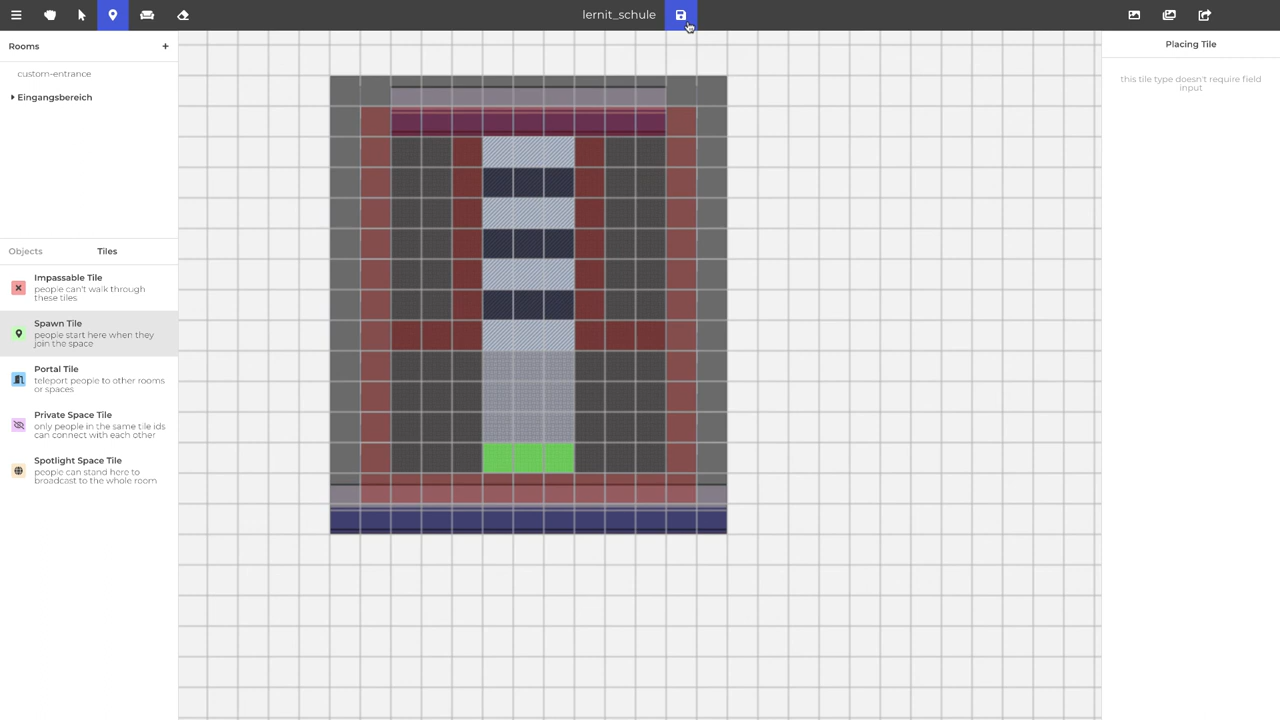 lernit_schule
Rooms
+
custom-entrance
Eingangsbereich
Objects
Tiles
Impassable Tile
people can't walk through
these tiles
Spawn Tile
people start here when they
join the space
Portal Tile
teleport people to other rooms
or spaces
Private Space Tile
only people in the same tile ids
can connect with each other
Spotlight Space Tile
people can stand here to
broadcast to the whole room
Placing Tile
this tile type doesn't require field
input